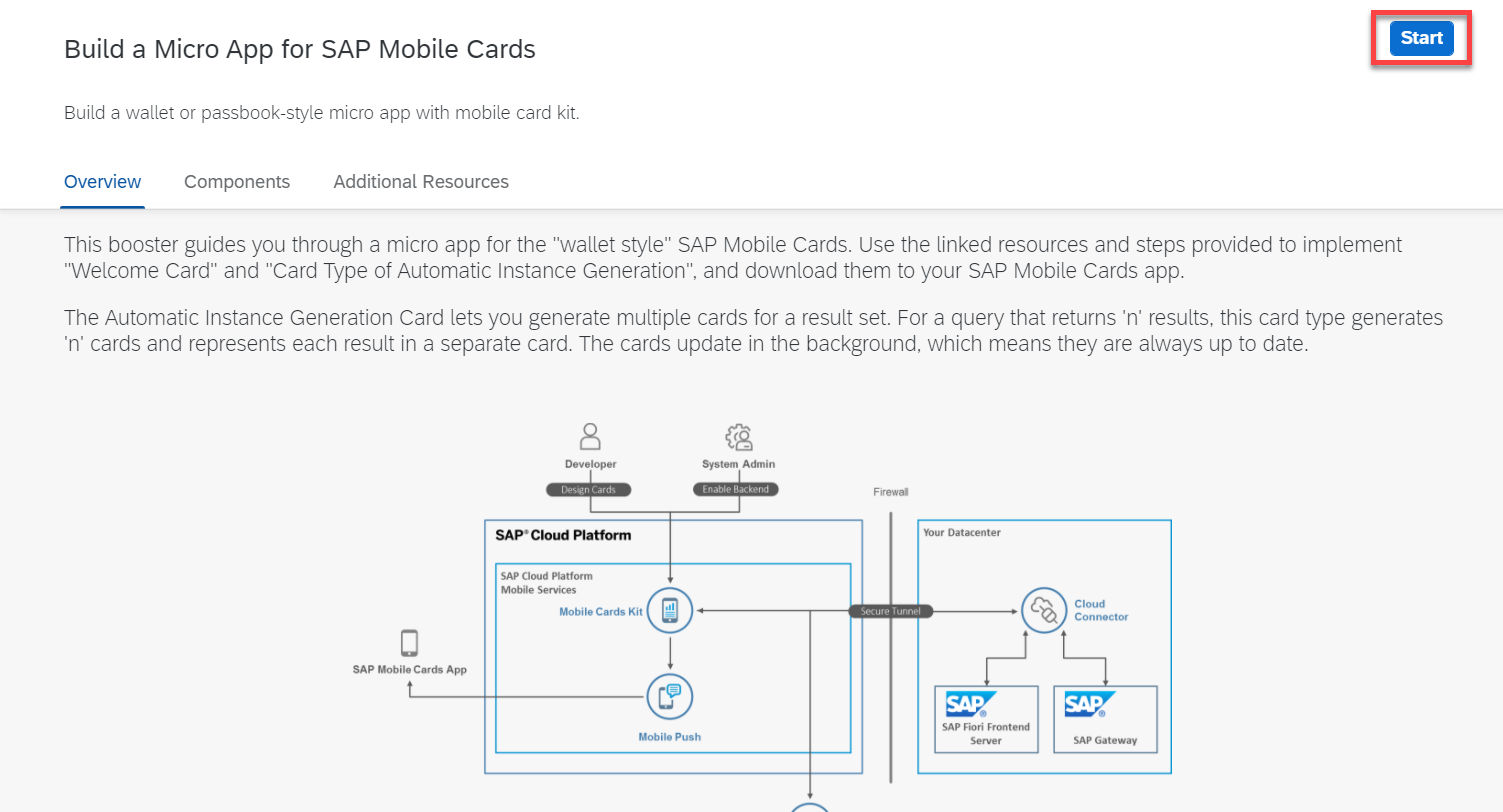 Start
Build a Micro App for SAP Mobile Cards
Build a wallet or passbook-style micro app with mobile card kit.
Overview Components Additional Resources
This booster guides you through a micro app for the "wallet style" SAP Mobile Cards. Use the linked resources and steps provided to implement
"Welcome Card" and "Card Type of Automatic Instance Generation", and download them to your SAP Mobile Cards app.
The Automatic Instance Generation Card lets you generate multiple cards for a result set. For a query that returns 'n' results, this card type generates
'n' cards and represents each result in a separate card. The cards update in the background, which means they are always up to date.
Developer
System Admin
Design Cards
Enable Backend
Firewall
SAP® Cloud Platform
Your Datacenter
SAP Cloud Platform
Mobile Services
Mobile Cards Kit
Secure Tunnel
Cloud
Connector
SAP Mobile Cards App
Mobile Push
SAP®
SAP Fiori Frontend
Server
SAP®
SAP Gateway